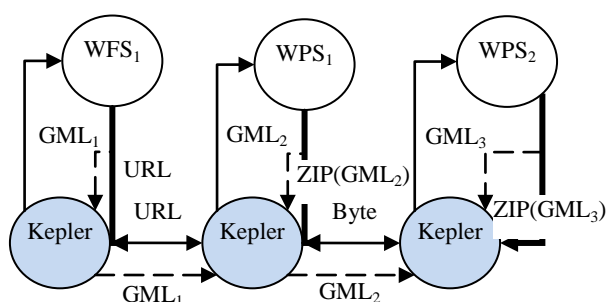 WFS₁ WPS₁ WPS₂
GML₁ GML₂ GML₃
URL ZIP(GML₂)
URL Byte ZIP(GML₃)
Kepler Kepler Kepler
GML₁ GML₂